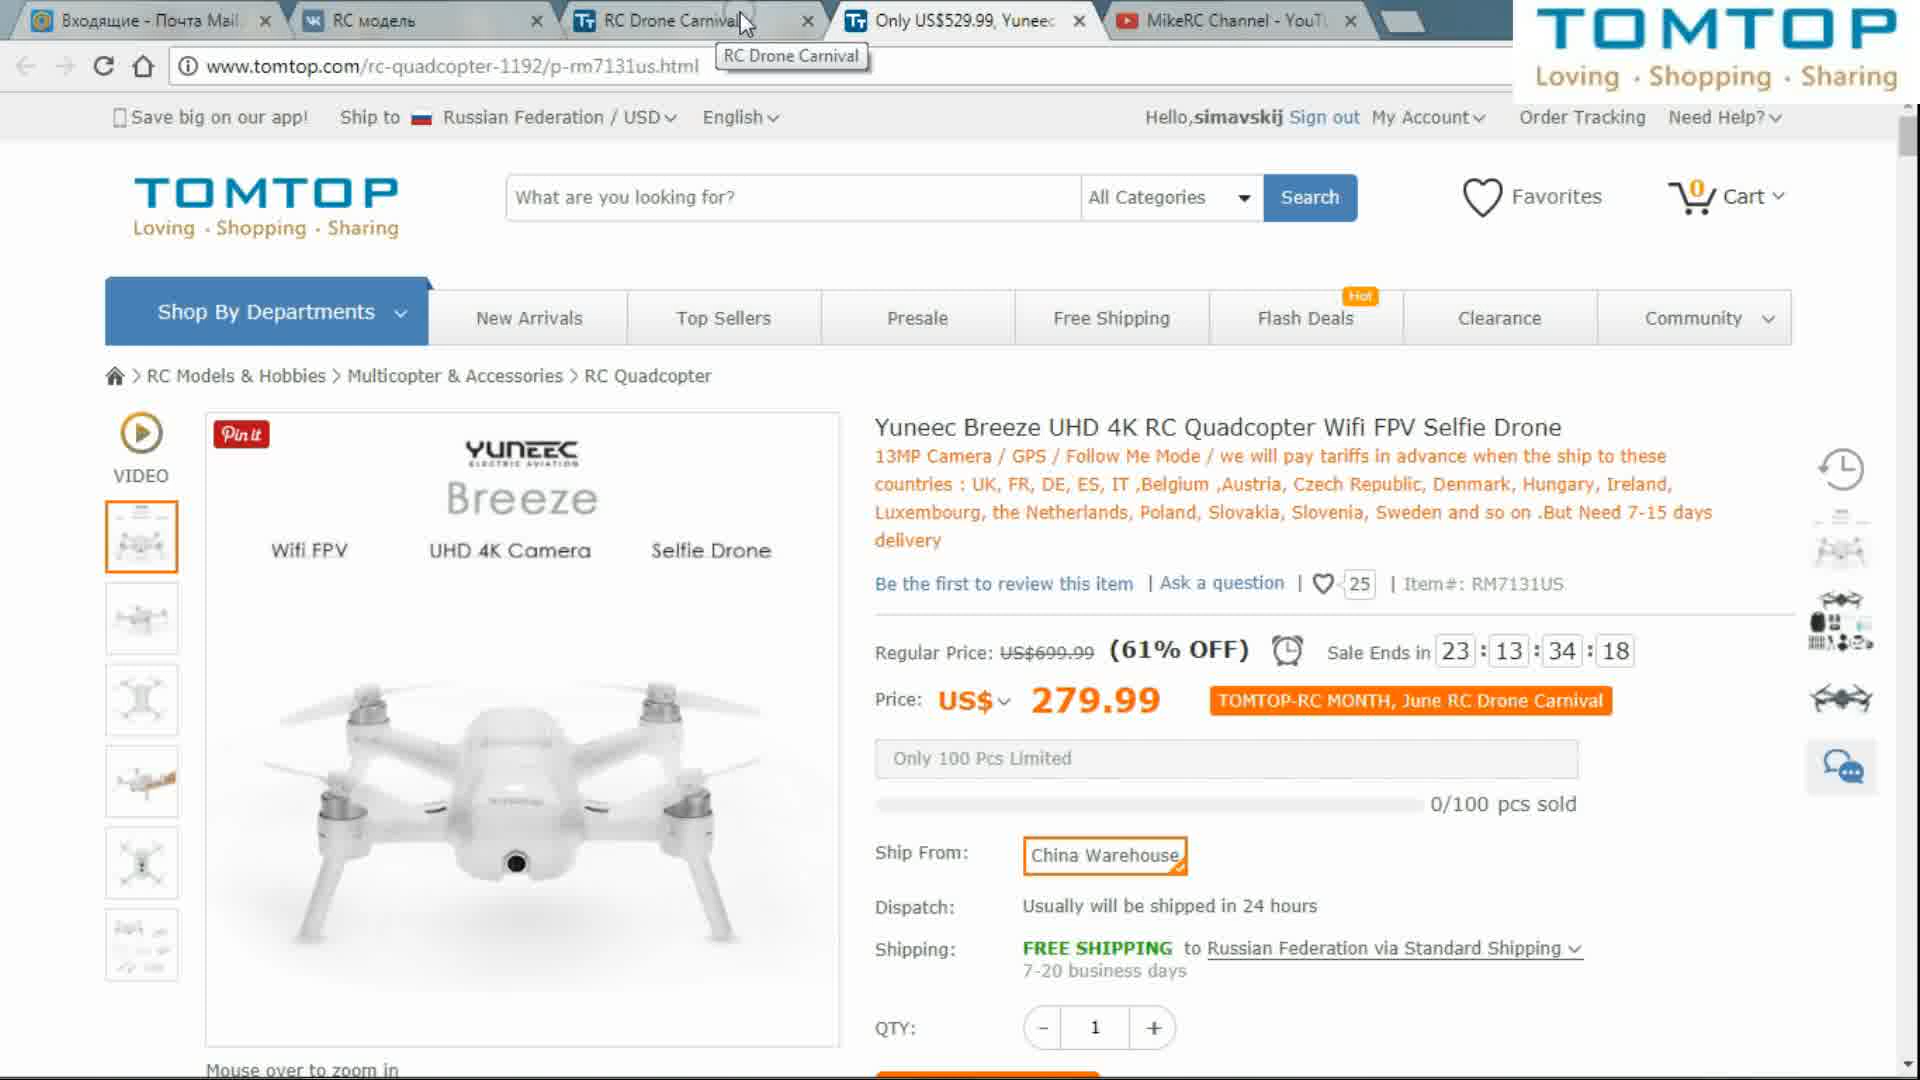 Входящие - Почта Mail.
RC модель
RC Drone Carnival
Only US$529.99, Yuneec
MikeRC Channel - YouTu
RC Drone Carnival
www.tomtop.com/rc-quadcopter-1192/p-rm7131us.html
TOMTOP
Loving · Shopping · Sharing
Save big on our app!
Ship to Russian Federation / USD
English
Hello,simavskij Sign out
My Account
Order Tracking
Need Help?
TOMTOP
Loving · Shopping · Sharing
What are you looking for?
All Categories
Search
Favorites
0
Cart
Shop By Departments
New Arrivals
Top Sellers
Presale
Free Shipping
Flash Deals
Hot
Clearance
Community
> RC Models & Hobbies > Multicopter & Accessories > RC Quadcopter
VIDEO
Pin it
YUNEEC
ELECTRIC AVIATION
Breeze
Wifi FPV
UHD 4K Camera
Selfie Drone
Mouse over to zoom in
Yuneec Breeze UHD 4K RC Quadcopter Wifi FPV Selfie Drone
13MP Camera / GPS / Follow Me Mode / we will pay tariffs in advance when the ship to these
countries : UK, FR, DE, ES, IT ,Belgium ,Austria, Czech Republic, Denmark, Hungary, Ireland,
Luxembourg, the Netherlands, Poland, Slovakia, Slovenia, Sweden and so on .But Need 7-15 days
delivery
Be the first to review this item | Ask a question | 25 | Item#: RM7131US
Regular Price: US$699.99 (61% OFF) Sale Ends in 23 : 13 : 34 : 18
Price: US$ 279.99 TOMTOP-RC MONTH, June RC Drone Carnival
Only 100 Pcs Limited
0/100 pcs sold
Ship From: China Warehouse
Dispatch: Usually will be shipped in 24 hours
Shipping: FREE SHIPPING to Russian Federation via Standard Shipping
7-20 business days
QTY: - 1 +